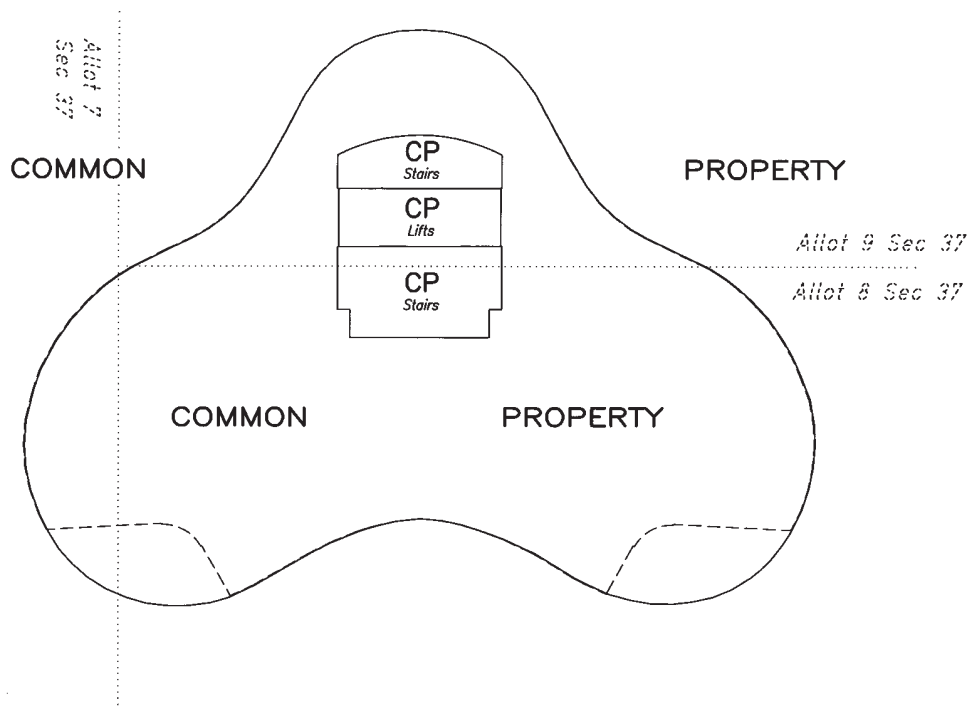 Allot 7
Sec 37
COMMON
PROPERTY
CP
Stairs
CP
Lifts
Allot 9 Sec 37
CP
Stairs
Allot 8 Sec 37
COMMON
PROPERTY